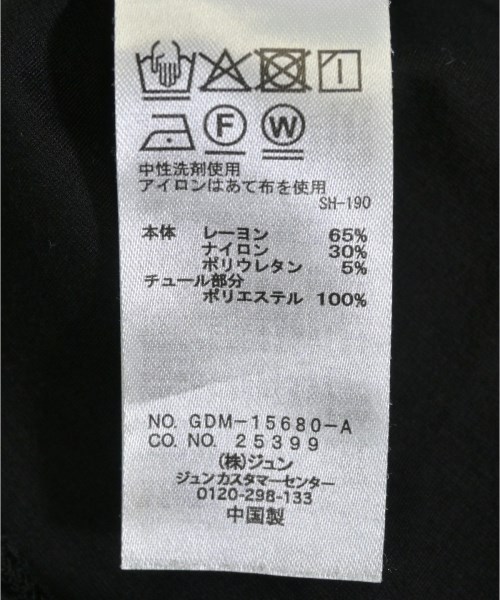 F W
中性洗剤使用
アイロンはあて布を使用
SH-190
本体 レーヨン 65%
ナイロン 30%
ポリウレタン 5%
チュール部分
ポリエステル 100%
NO. GDM-15680-A
CO. NO. 25399
(株)ジュン
ジュンカスタマーセンター
0120-298-133
中国製